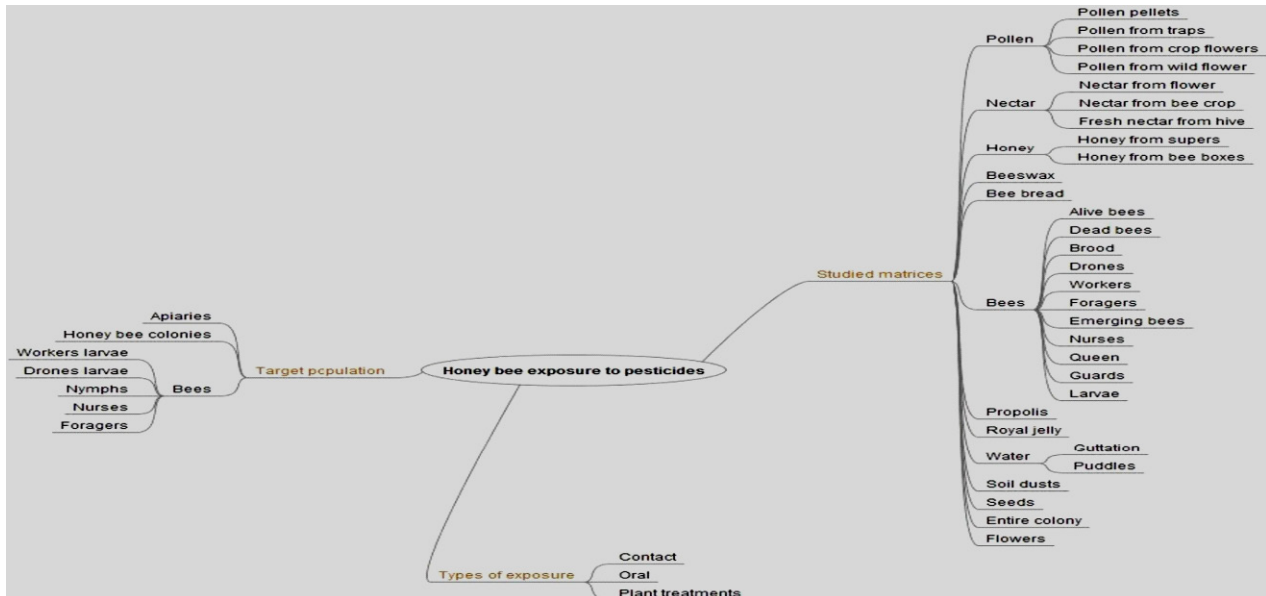 Honey bee exposure to pesticides
Target pcpulation
Apiaries
Honey bee colonies
Bees
Workers larvae
Drones larvae
Nymphs
Nurses
Foragers
Types of exposure
Contact
Oral
Plant treatments
Studied matrices
Pollen
Pollen pellets
Pollen from traps
Pollen from crop flowers
Pollen from wild flower
Nectar
Nectar from flower
Nectar from bee crop
Fresh nectar from hive
Honey
Honey from supers
Honey from bee boxes
Beeswax
Bee bread
Bees
Alive bees
Dead bees
Brood
Drones
Workers
Foragers
Emerging bees
Nurses
Queen
Guards
Larvae
Propolis
Royal jelly
Water
Guttation
Puddles
Soil dusts
Seeds
Entire colony
Flowers